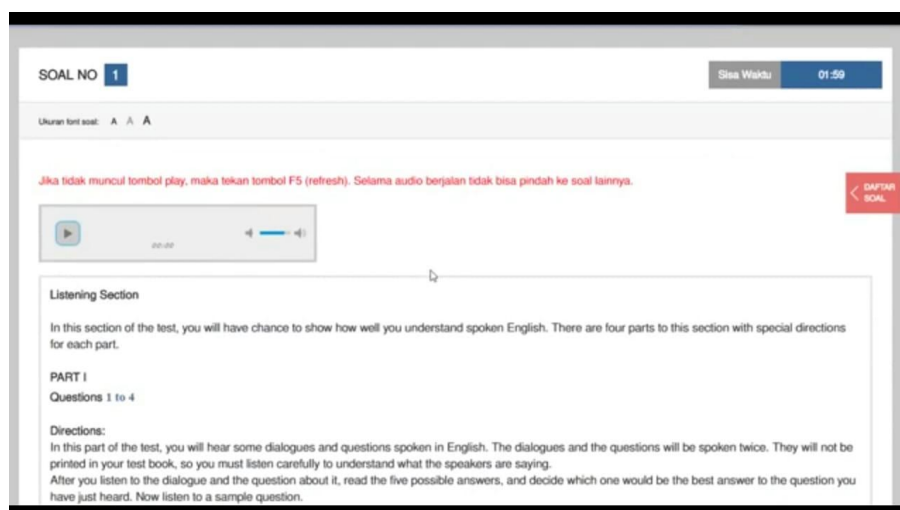 SOAL NO 1
Sisa Waktu 01:59
Ukuran font soal: A A A
Jika tidak muncul tombol play, maka tekan tombol F5 (refresh). Selama audio berjalan tidak bisa pindah ke soal lainnya.
DAFTAR
SOAL
00:00
Listening Section
In this section of the test, you will have chance to show how well you understand spoken English. There are four parts to this section with special directions
for each part.
PART I
Questions 1 to 4
Directions:
In this part of the test, you will hear some dialogues and questions spoken in English. The dialogues and the questions will be spoken twice. They will not be
printed in your test book, so you must listen carefully to understand what the speakers are saying.
After you listen to the dialogue and the question about it, read the five possible answers, and decide which one would be the best answer to the question you
have just heard. Now listen to a sample question.